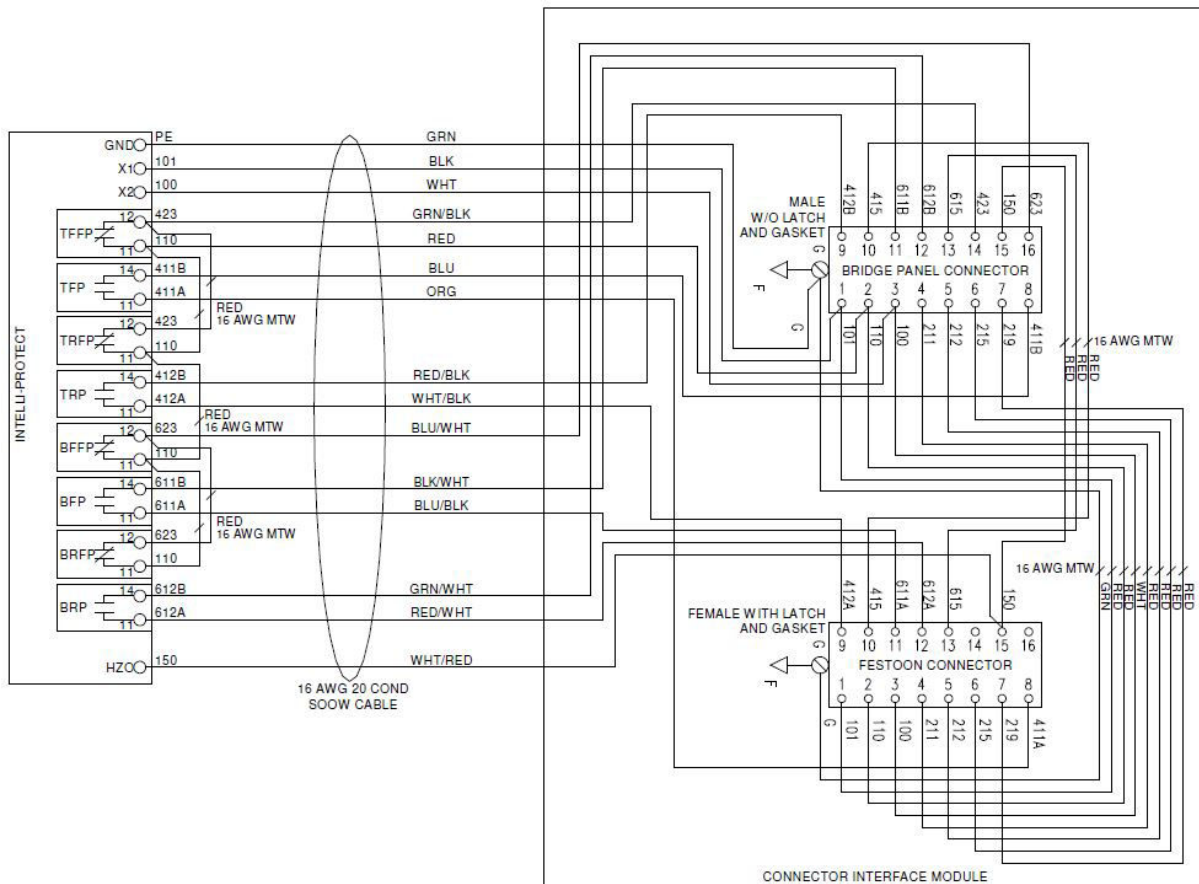 INTELLI-PROTECT
GND PE GRN
X1 101 BLK
X2 100 WHT
TFFP 12 423 GRN/BLK
11 110 RED
TFP 14 411B BLU
11 411A ORG
RED
16 AWG MTW
TRFP 12 423
11 110
TRP 14 412B RED/BLK
11 412A WHT/BLK
RED
16 AWG MTW
BFFP 12 623 BLU/WHT
11 110
BFP 14 611B BLK/WHT
11 611A BLU/BLK
RED
16 AWG MTW
BRFP 12 623
11 110
BRP 14 612B GRN/WHT
11 612A RED/WHT
HZO 150 WHT/RED
16 AWG 20 COND
SOOW CABLE
MALE
W/O LATCH
AND GASKET
412B 415 611B 612B 615 423 150 623
G 9 10 11 12 13 14 15 16
BRIDGE PANEL CONNECTOR
F
1 2 3 4 5 6 7 8
G 101 110 100 211 212 215 219 411B
16 AWG MTW
RED RED RED
16 AWG MTW
GRN RED RED RED WHT RED RED RED
FEMALE WITH LATCH
AND GASKET
412A 415 611A 612A 615 150
G 9 10 11 12 13 14 15 16
FESTOON CONNECTOR
F
1 2 3 4 5 6 7 8
G 101 110 100 211 212 215 219 411A
CONNECTOR INTERFACE MODULE